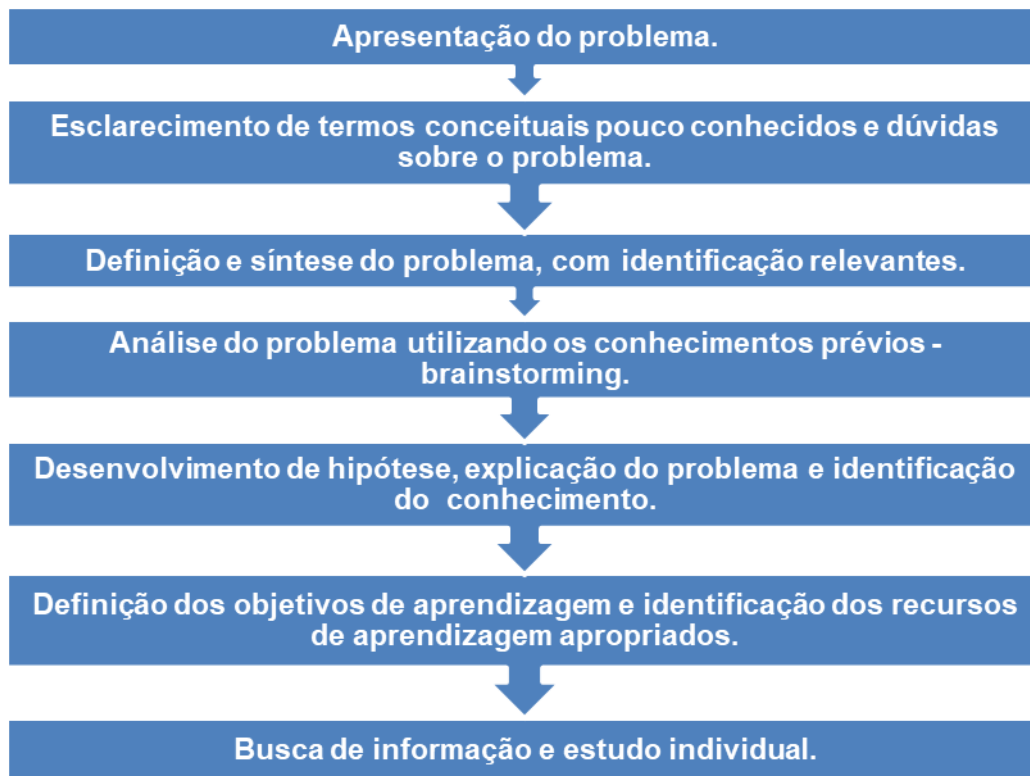 Apresentação do problema.
Esclarecimento de termos conceituais pouco conhecidos e dúvidas
sobre o problema.
Definição e síntese do problema, com identificação relevantes.
Análise do problema utilizando os conhecimentos prévios -
brainstorming.
Desenvolvimento de hipótese, explicação do problema e identificação
do conhecimento.
Definição dos objetivos de aprendizagem e identificação dos recursos
de aprendizagem apropriados.
Busca de informação e estudo individual.